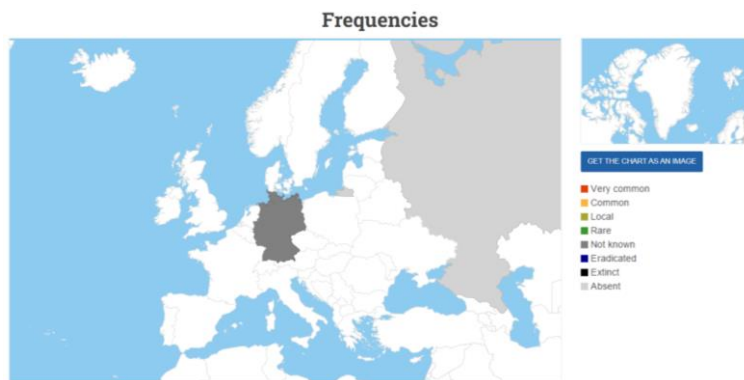 Frequencies
GET THE CHART AS AN IMAGE
Very common
Common
Local
Rare
Not known
Eradicated
Extinct
Absent